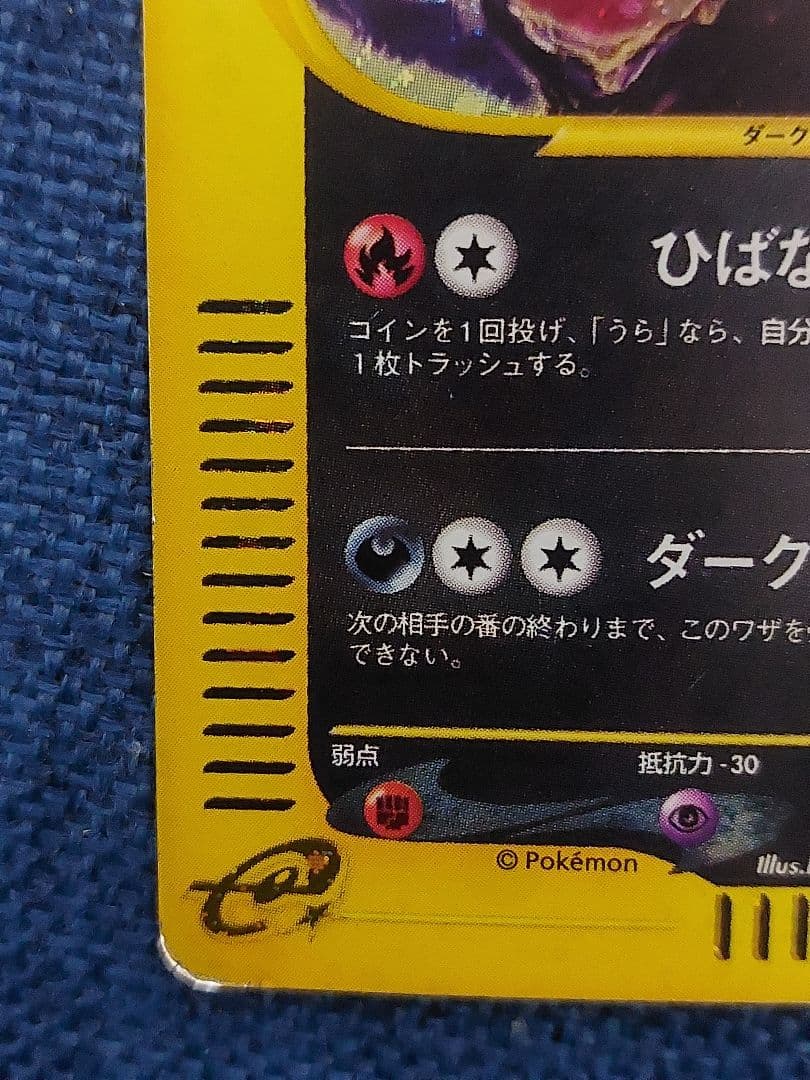 ダーク
ひばな
コインを1回投げ、「うら」なら、自分
1枚トラッシュする。
ダーク
次の相手の番の終わりまで、このワザを
できない。
弱点
抵抗力 -30
© Pokémon
Illus.